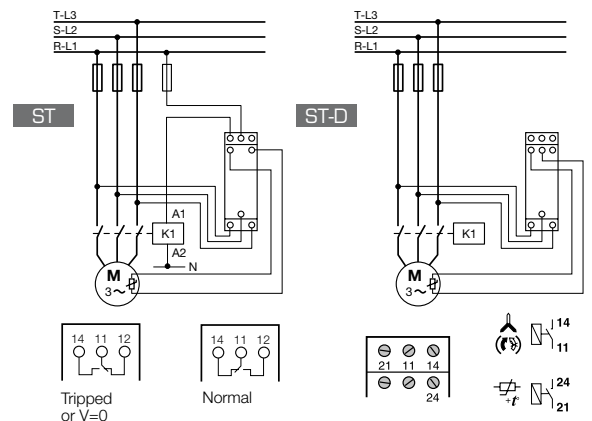 T-L3
S-L2
R-L1
ST
A1
K1
A2
N
M
3~
14 11 12
Tripped
or V=0
14 11 12
Normal
T-L3
S-L2
R-L1
ST-D
K1
M
3~
21 11 14
24
14
11
+t°
24
21